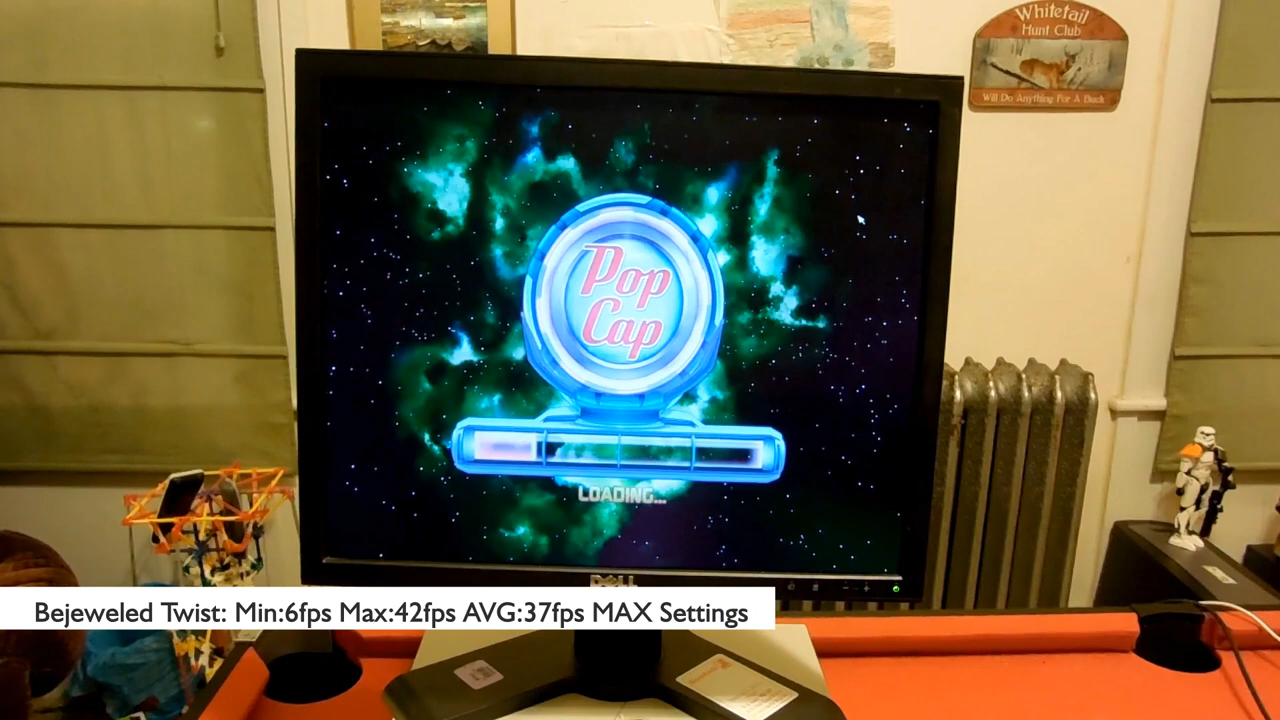 Whitetail
Hunt Club
Will Do Anything For A Buck
Pop
Cap
LOADING...
DELL
Bejeweled Twist: Min:6fps Max:42fps AVG:37fps MAX Settings